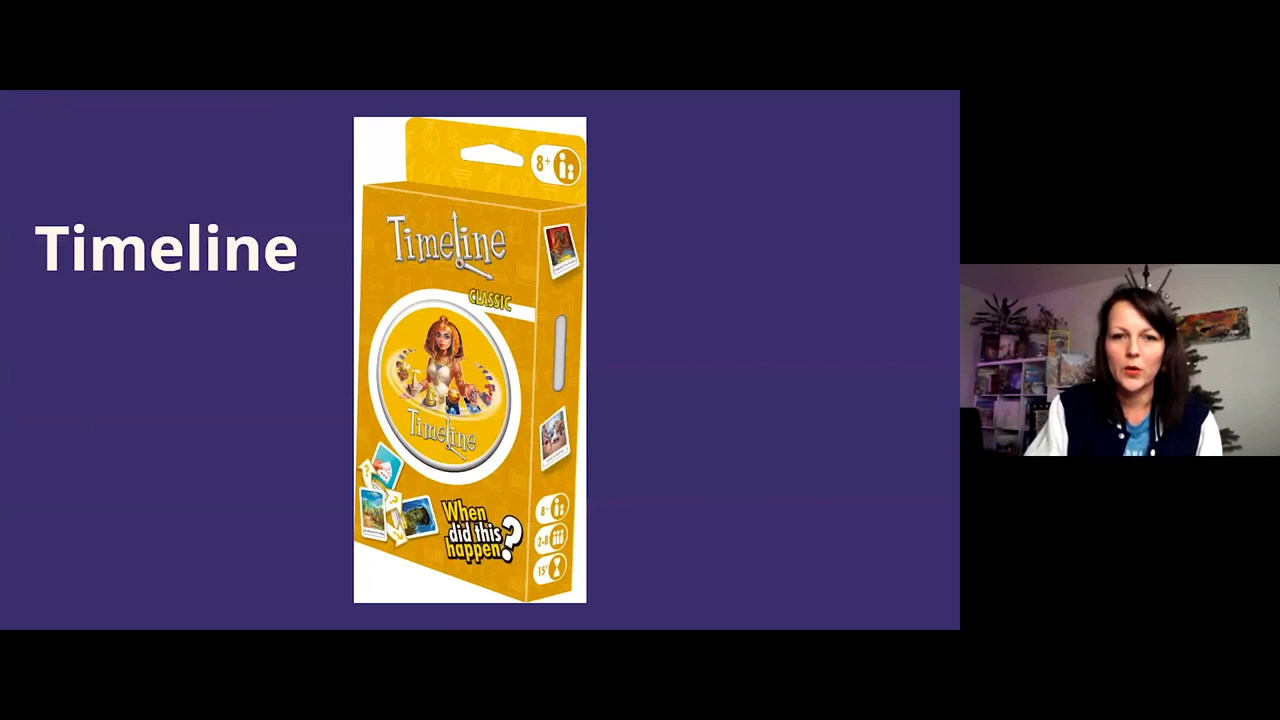 Timeline
8+
Timeline
CLASSIC
Timeline
When
did this
happen?
8+
2-8
15'